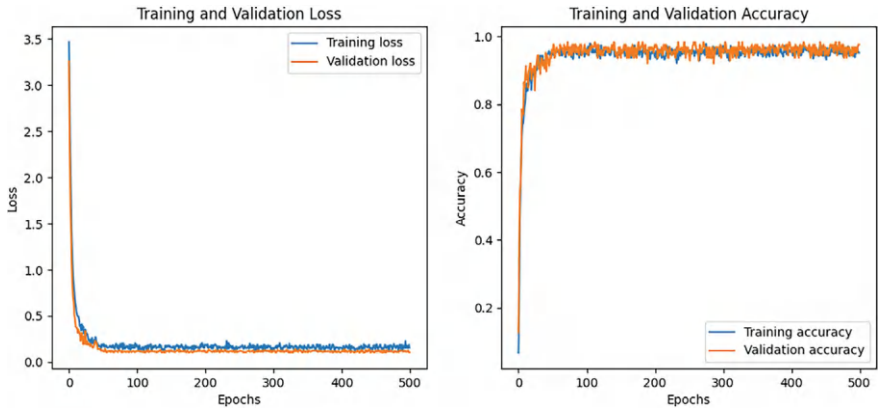 Training and Validation Loss
3.5
3.0
2.5
2.0
1.5
1.0
0.5
0.0
Loss
Training loss
Validation loss
0 100 200 300 400 500
Epochs
Training and Validation Accuracy
1.0
0.8
0.6
0.4
0.2
Accuracy
Training accuracy
Validation accuracy
0 100 200 300 400 500
Epochs